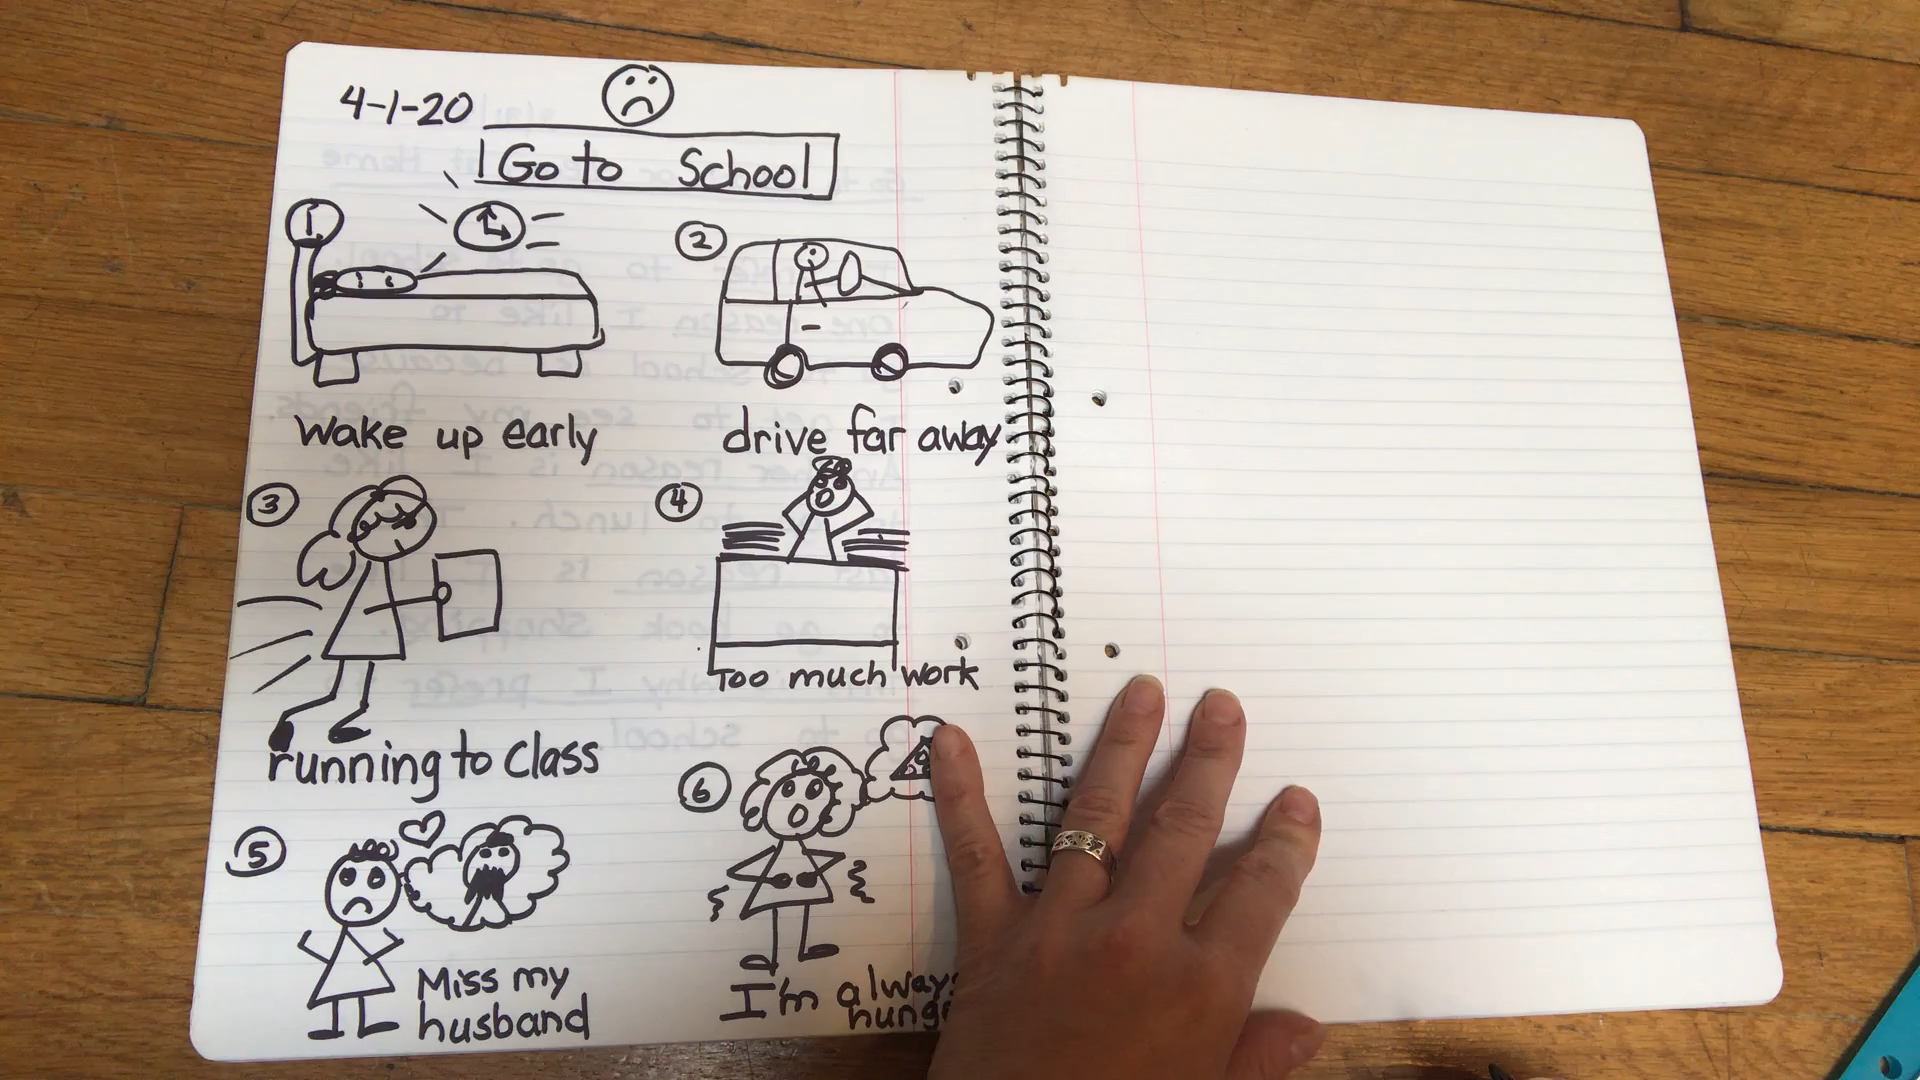 4-1-20
I Go to School
1
wake up early
2
drive far away
3
running to class
4
Too much work
5
Miss my
husband
6
I'm always
hungr